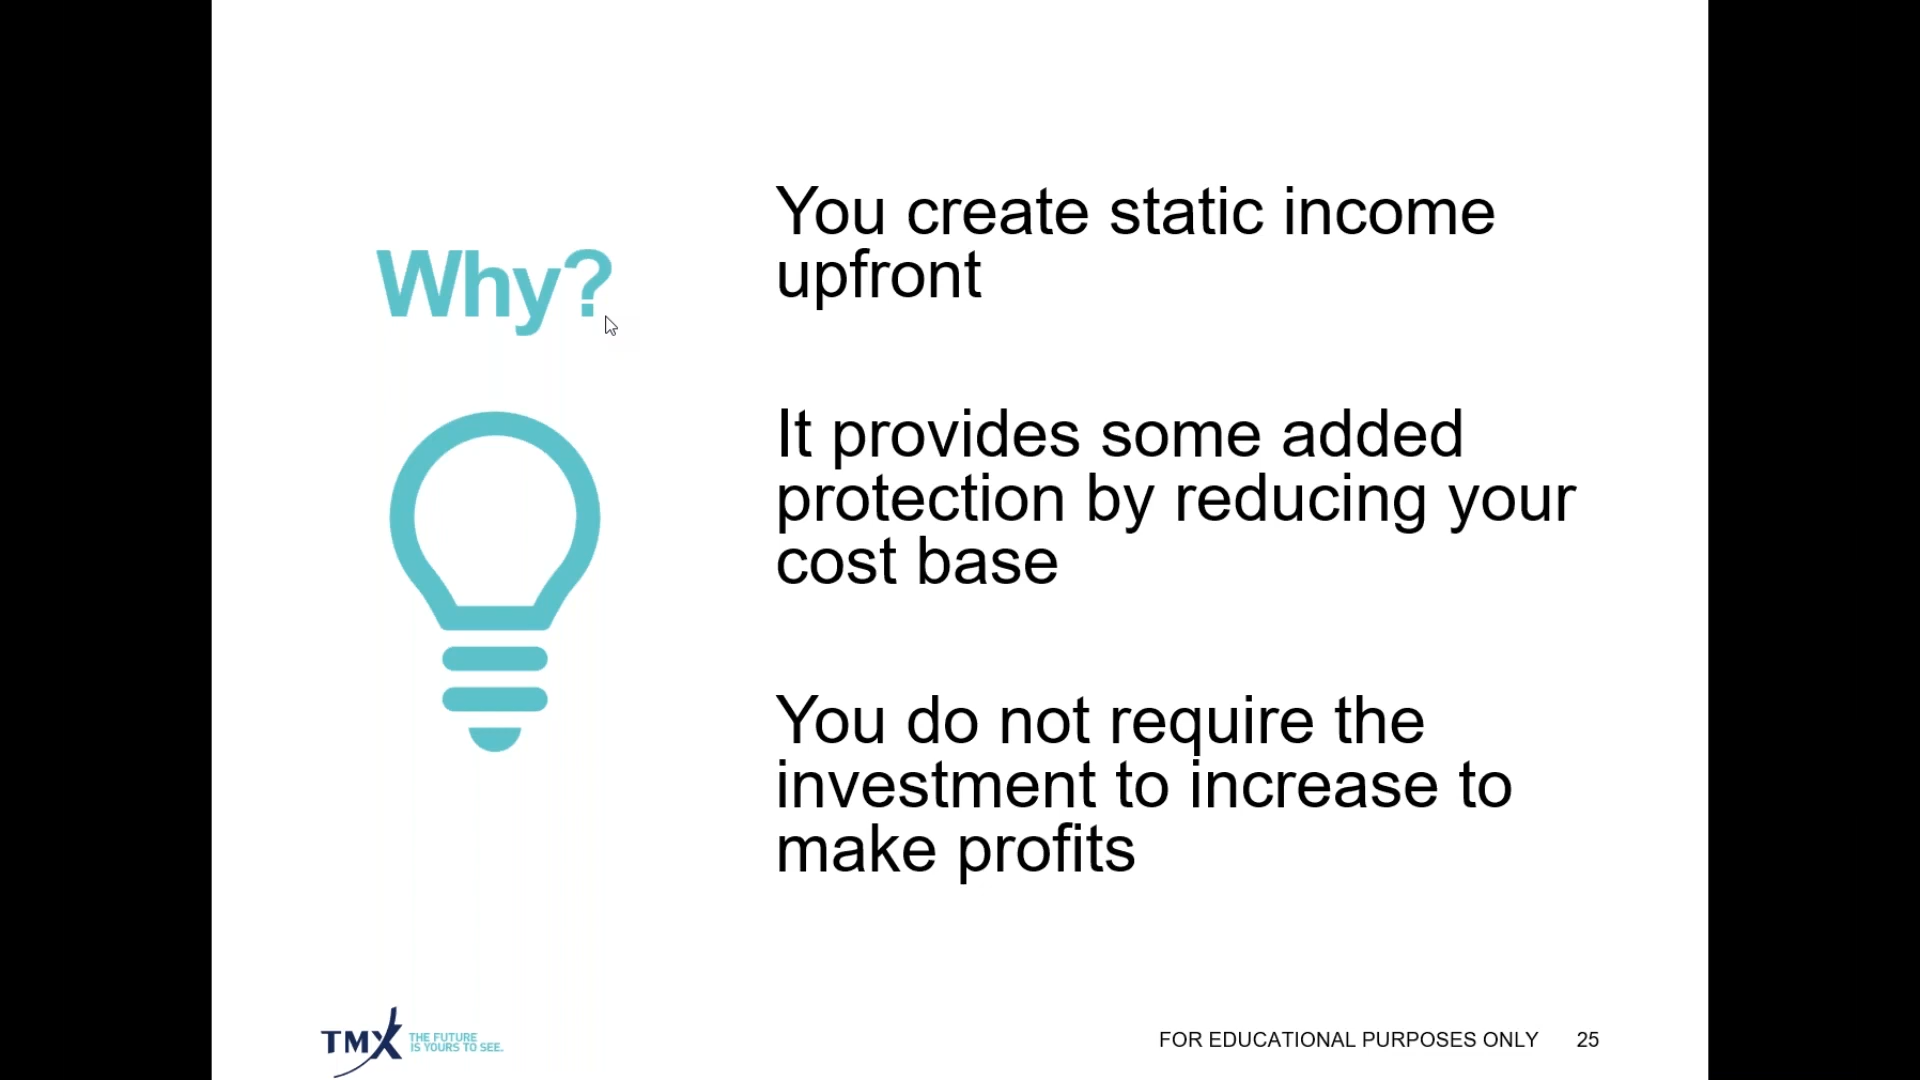 Why?
You create static income
upfront
It provides some added
protection by reducing your
cost base
You do not require the
investment to increase to
make profits
TMX THE FUTURE
IS YOURS TO SEE.
FOR EDUCATIONAL PURPOSES ONLY 25